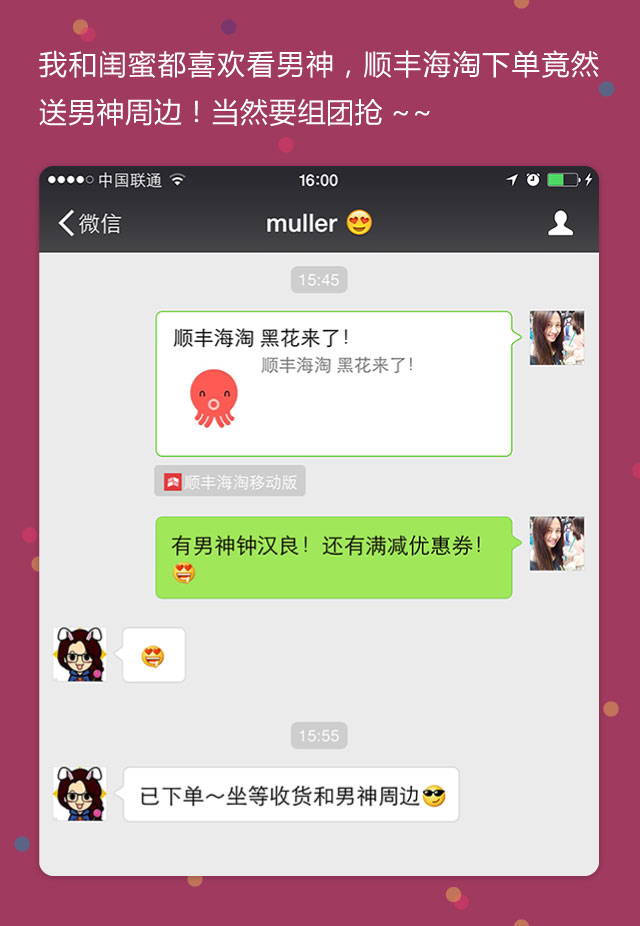 我和闺蜜都喜欢看男神，顺丰海淘下单竟然
送男神周边！当然要组团抢 ~~
中国联通
16:00
微信
muller
15:45
顺丰海淘 黑花来了！
顺丰海淘 黑花来了！
顺丰海淘移动版
有男神钟汉良！还有满减优惠券！
15:55
已下单～坐等收货和男神周边